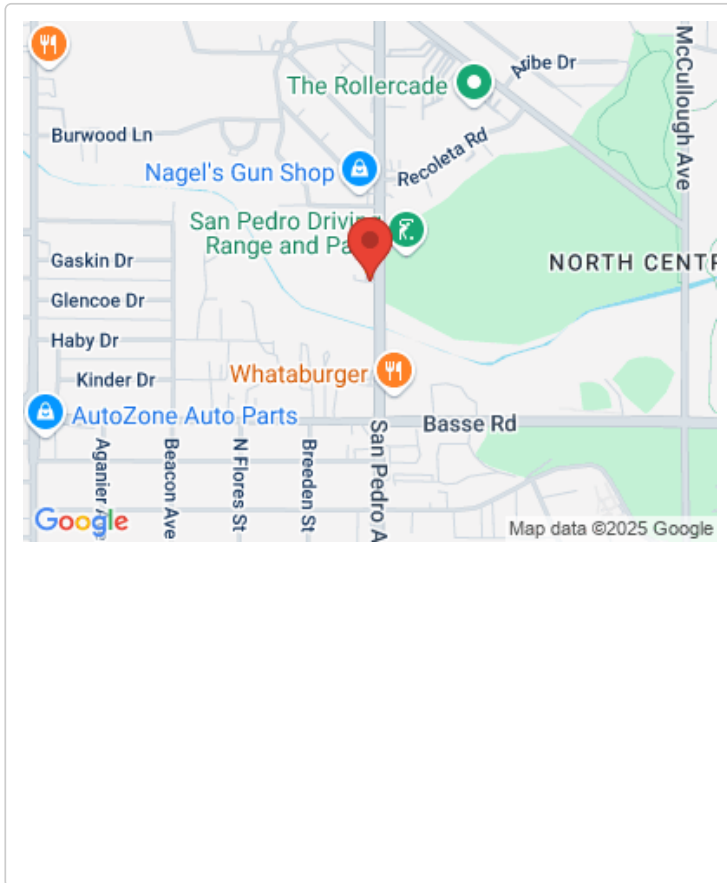 McCullough Ave
Aribe Dr
The Rollercade
Burwood Ln
Recoleta Rd
Nagel's Gun Shop
San Pedro Driving
Range and Pa
Gaskin Dr
NORTH CENTR
Glencoe Dr
Haby Dr
Kinder Dr
Whataburger
AutoZone Auto Parts
Basse Rd
Aganier A
Beacon Ave
N Flores St
Breeden St
San Pedro A
Google
Map data ©2025 Google